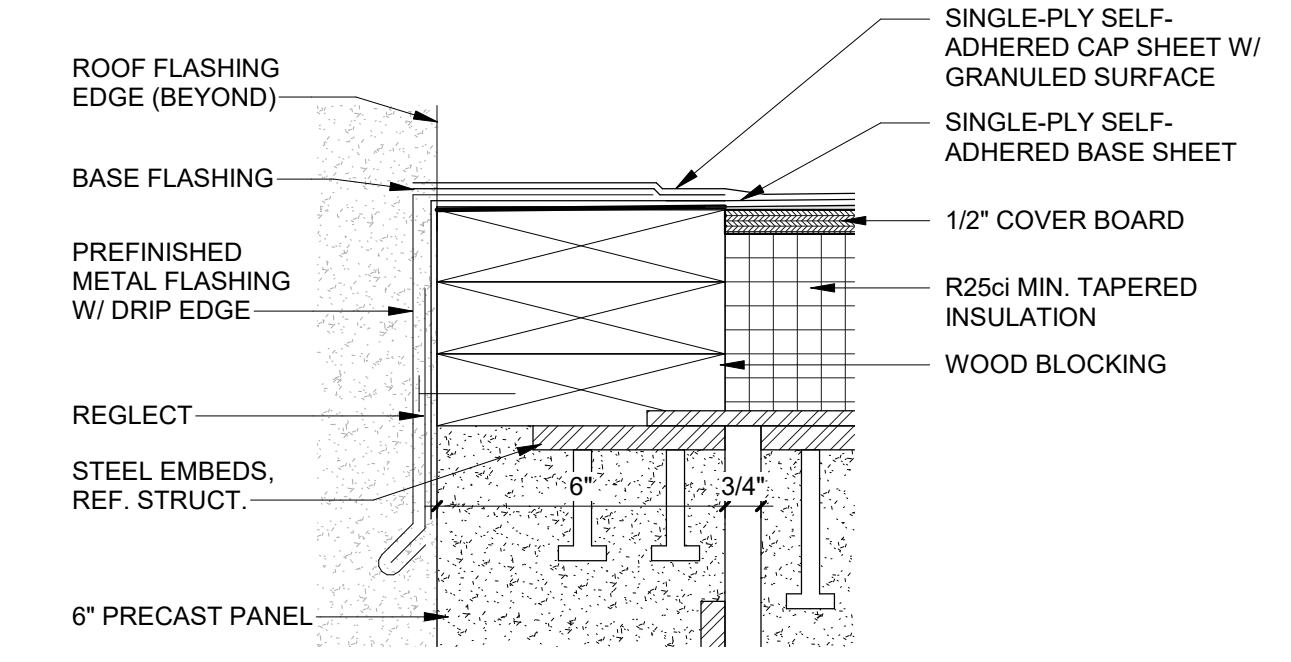 ROOF FLASHING
EDGE (BEYOND)
BASE FLASHING
PREFINISHED
METAL FLASHING
W/ DRIP EDGE
REGLECT
STEEL EMBEDS,
REF. STRUCT.
6" PRECAST PANEL
6"
3/4"
SINGLE-PLY SELF-
ADHERED CAP SHEET W/
GRANULED SURFACE
SINGLE-PLY SELF-
ADHERED BASE SHEET
1/2" COVER BOARD
R25ci MIN. TAPERED
INSULATION
WOOD BLOCKING